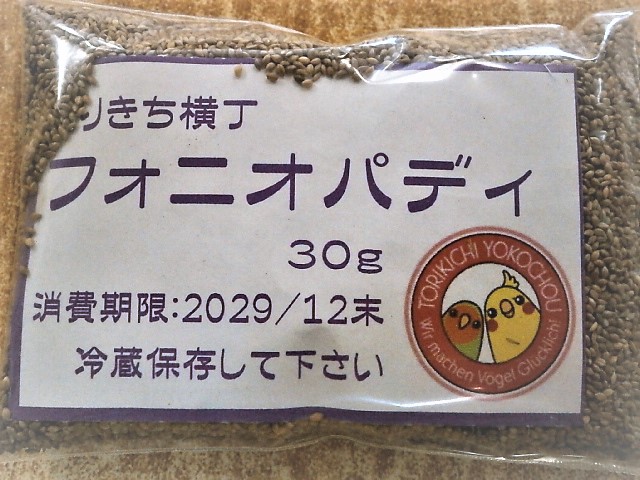 りきち横丁
フォニオパディ
30g
消費期限:2029/12末
冷蔵保存して下さい
TORIKICHI YOKOCHOU
Wir machen Vogel Glücklich!